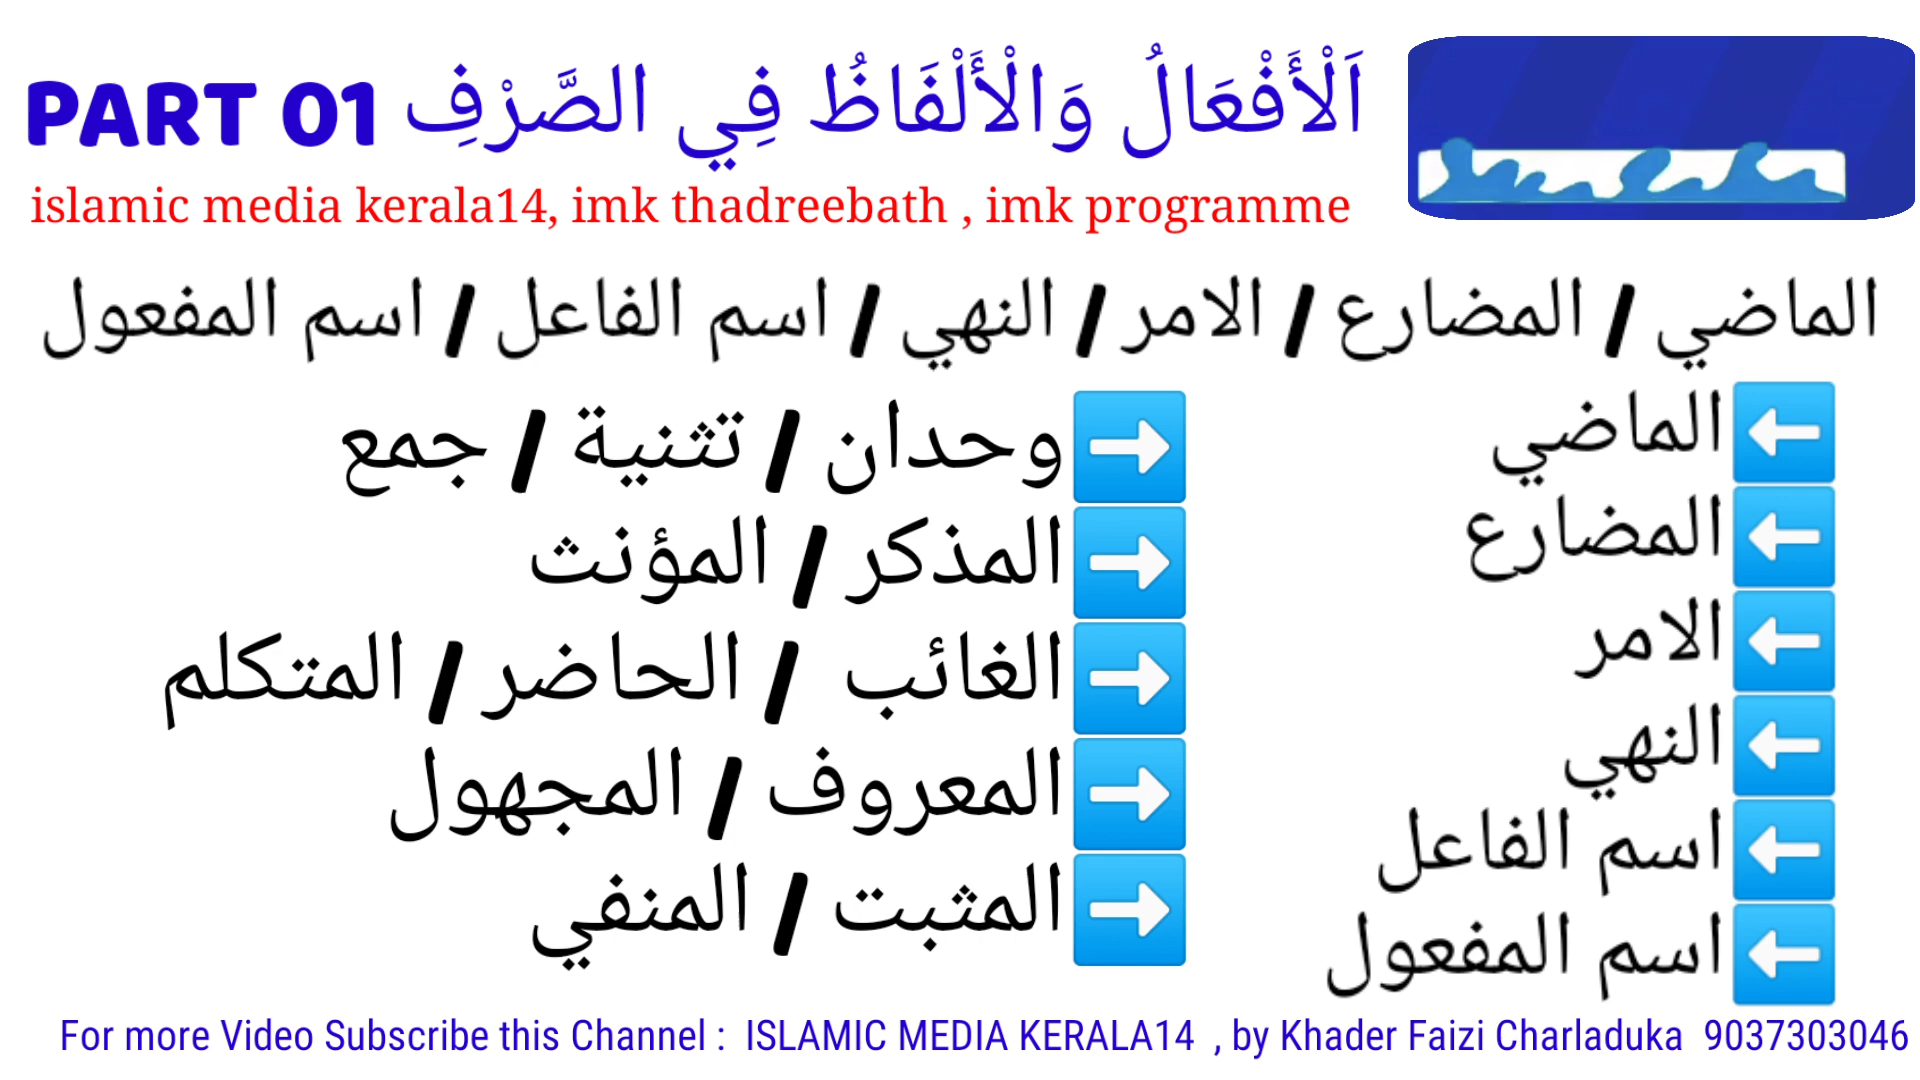 اَلْأَفْعَالُ وَالْأَلْفَاظُ فِي الصَّرْفِ PART 01
islamic media kerala14, imk thadreebath , imk programme
الماضي / المضارع / الامر / النهي / اسم الفاعل / اسم المفعول
الماضي
المضارع
الامر
النهي
اسم الفاعل
اسم المفعول
وحدان / تثنية / جمع
المذكر / المؤنث
الغائب / الحاضر / المتكلم
المعروف / المجهول
المثبت / المنفي
For more Video Subscribe this Channel : ISLAMIC MEDIA KERALA14 , by Khader Faizi Charladuka 9037303046